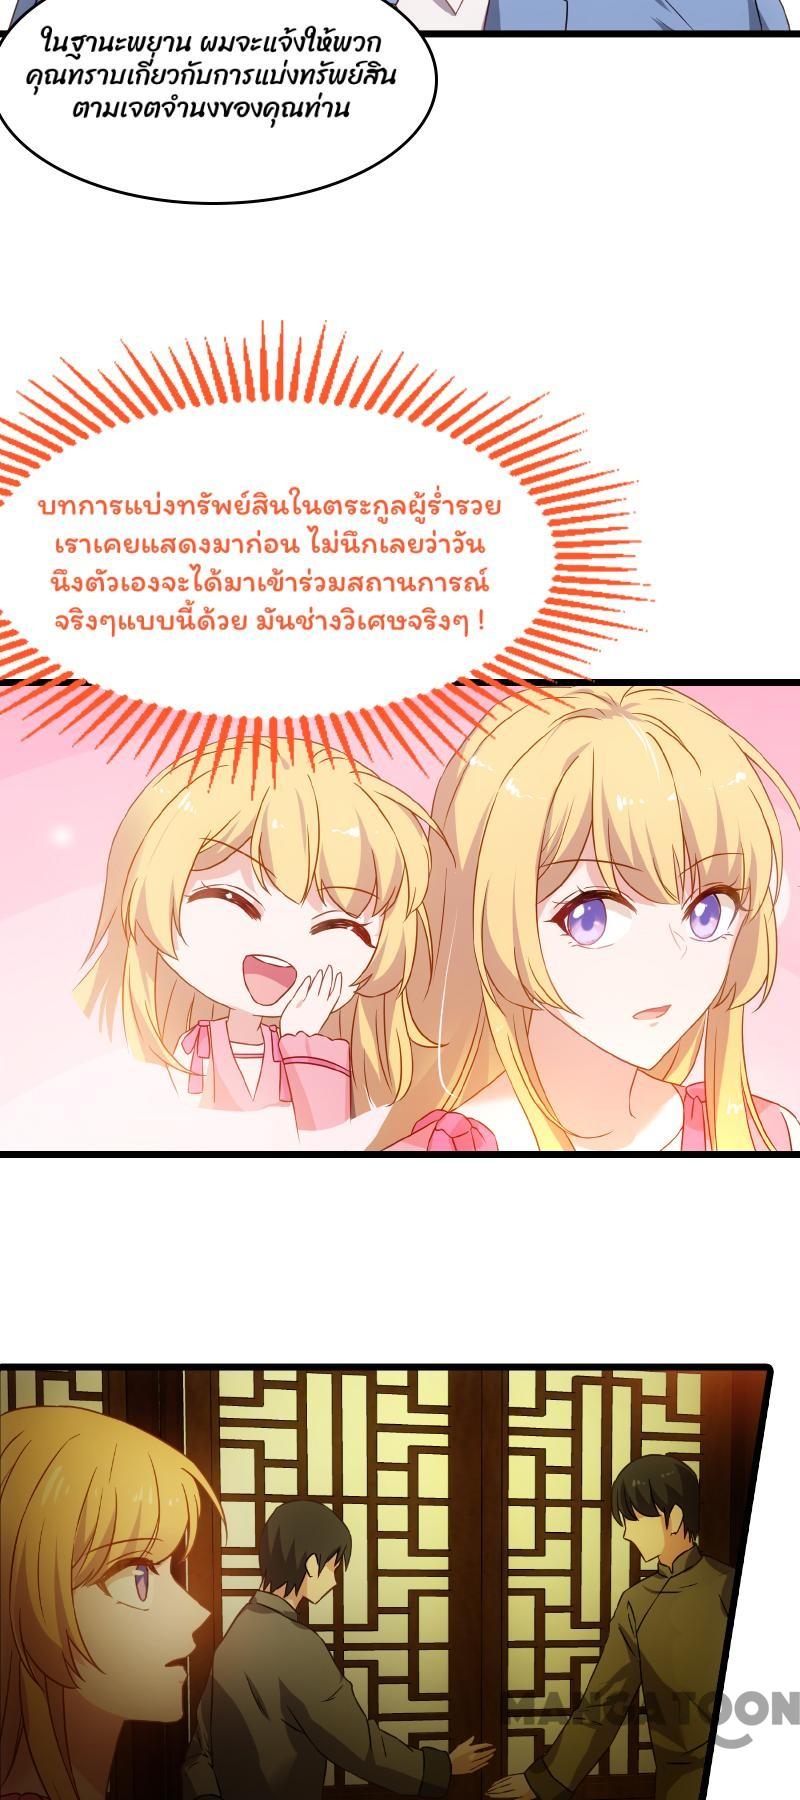 ในฐานะพยาน ผมจะแจ้งให้พวก
คุณทราบเกี่ยวกับการแบ่งทรัพย์สิน
ตามเจตจำนงของคุณท่าน
บทการแบ่งทรัพย์สินในตระกูลผู้ร่ำรวย
เราเคยแสดงมาก่อน ไม่นึกเลยว่าวัน
นึงตัวเองจะได้มาเข้าร่วมสถานการณ์
จริงๆแบบนี้ด้วย มันช่างวิเศษจริงๆ !
MANGATOON